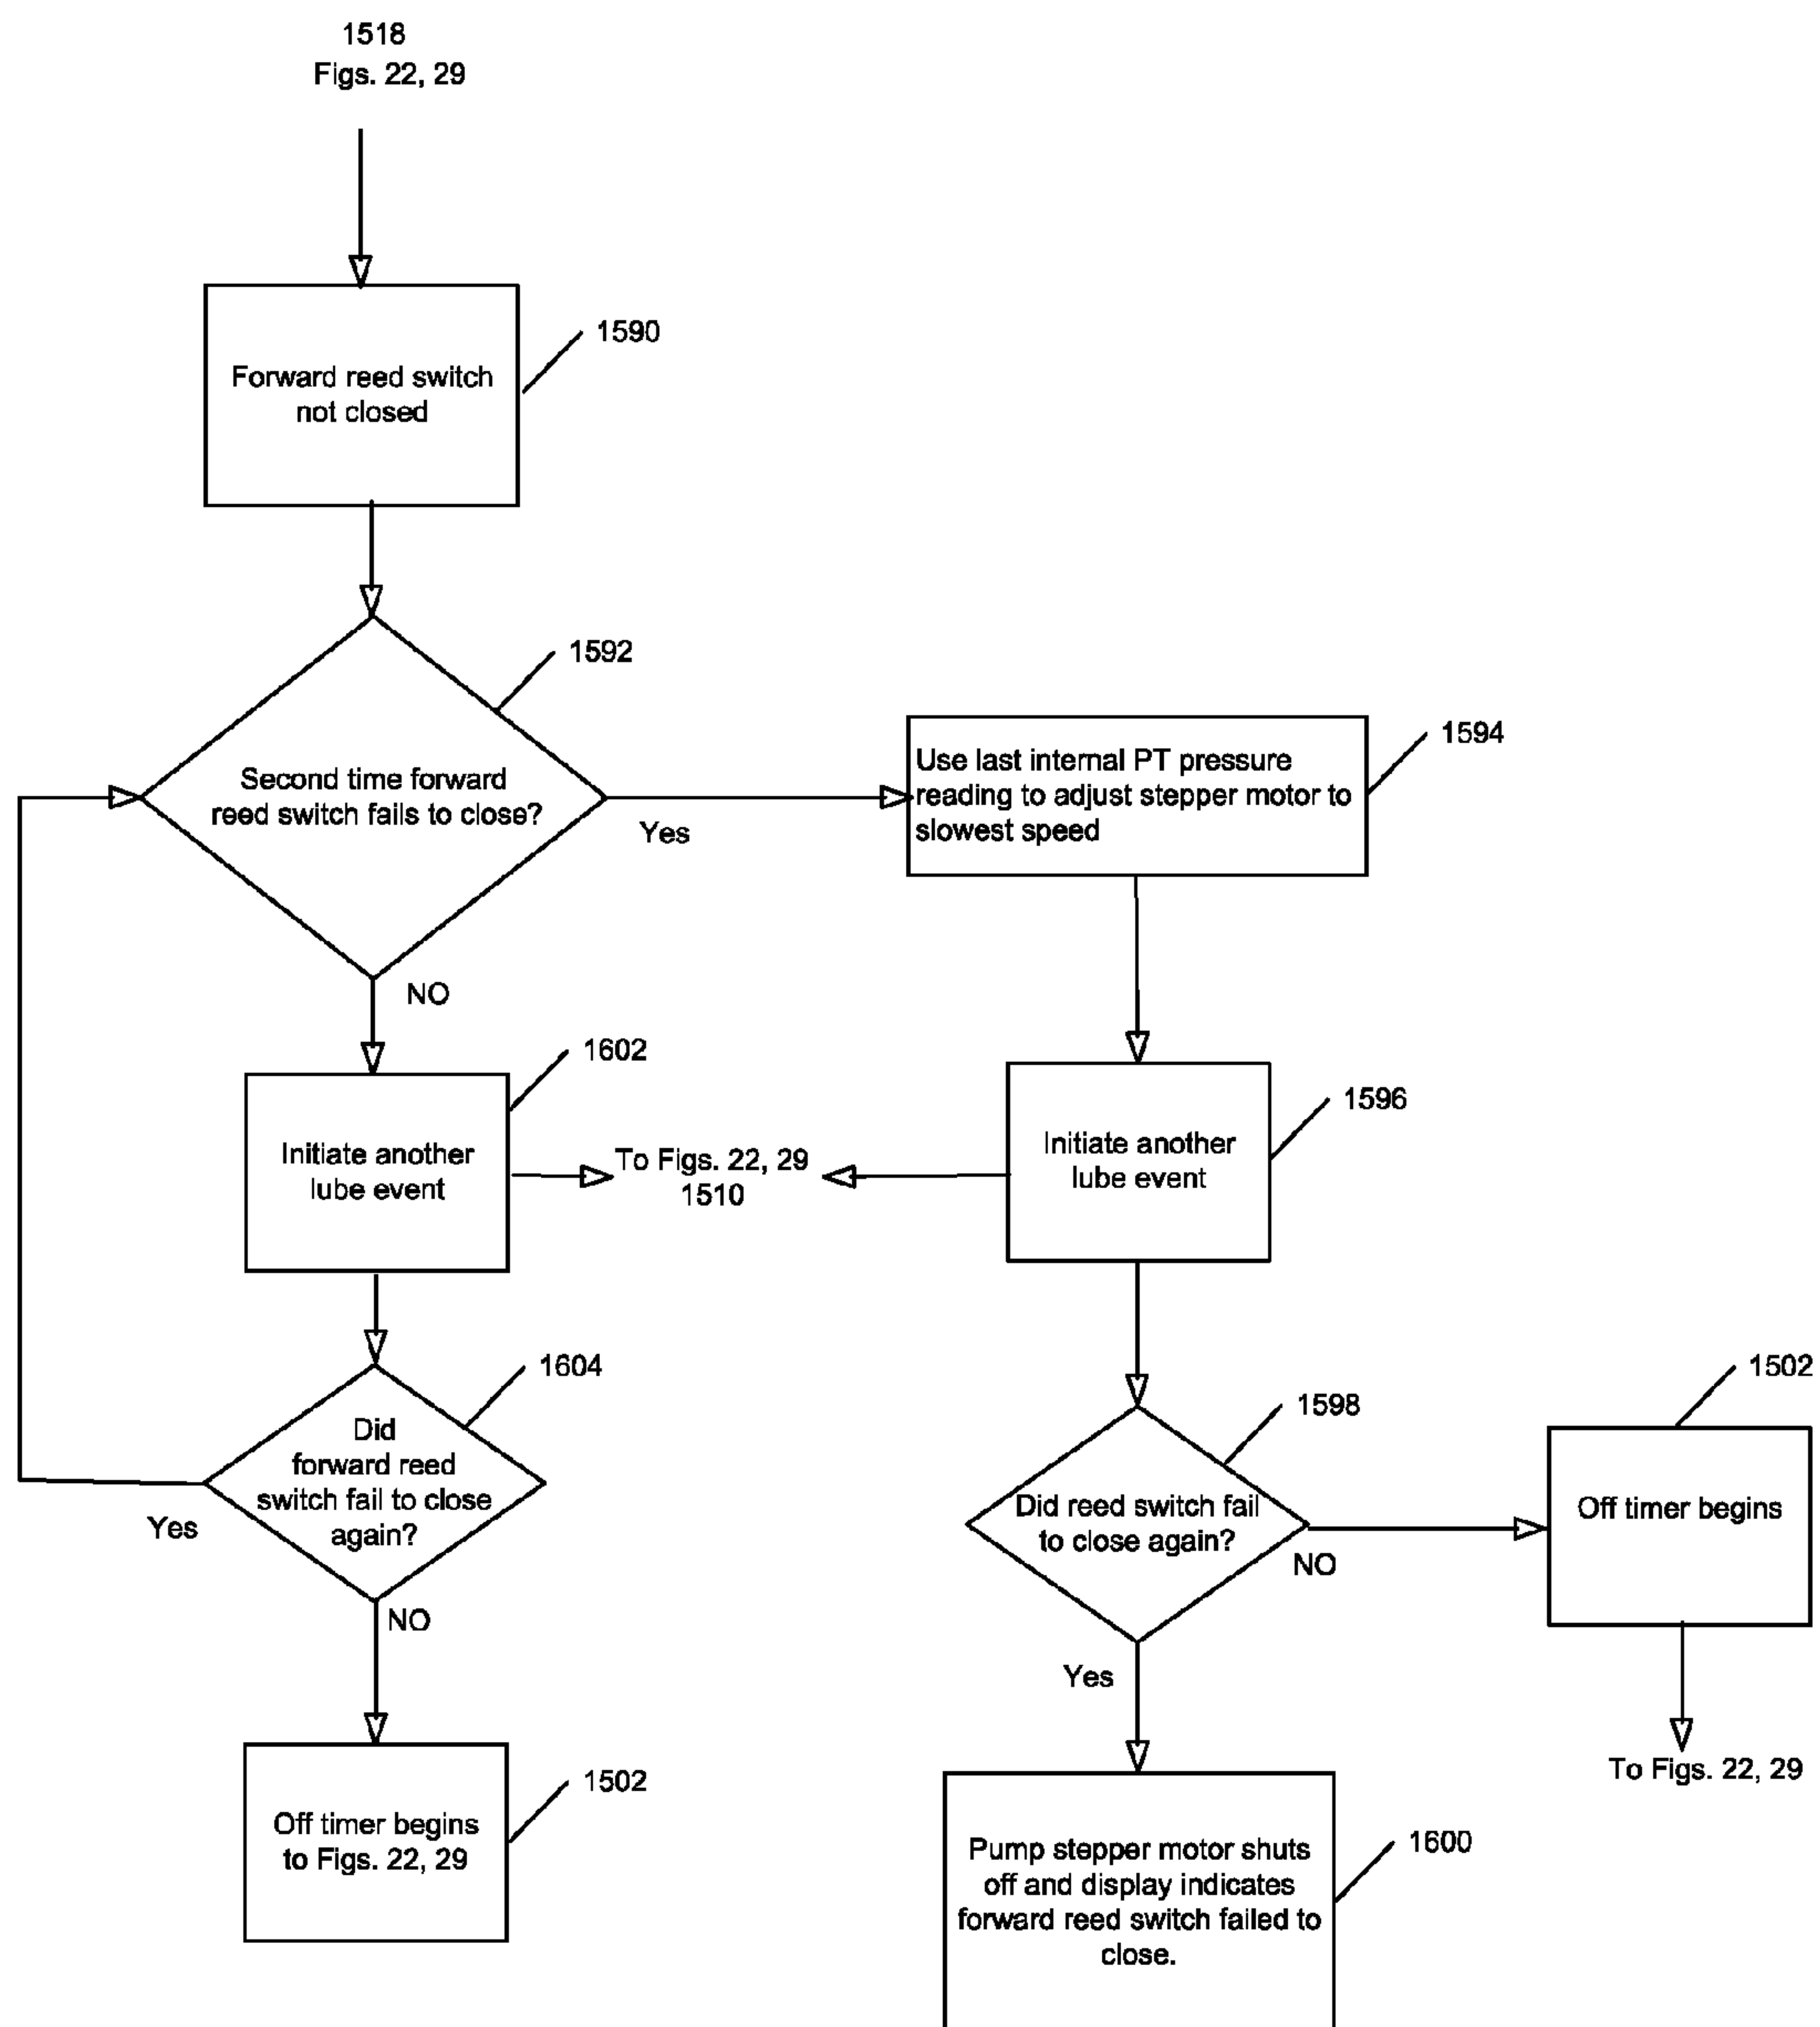 1518
Figs. 22, 29
Forward reed switch
not closed
1590
Second time forward
reed switch fails to close?
1592
Yes
NO
Use last internal PT pressure
reading to adjust stepper motor to
slowest speed
1594
Initiate another
lube event
1602
To Figs. 22, 29
1510
Initiate another
lube event
1596
Did
forward reed
switch fail to close
again?
1604
Yes
NO
Did reed switch fail
to close again?
1598
NO
Yes
Off timer begins
1502
To Figs. 22, 29
Off timer begins
to Figs. 22, 29
1502
Pump stepper motor shuts
off and display indicates
forward reed switch failed to
close.
1600